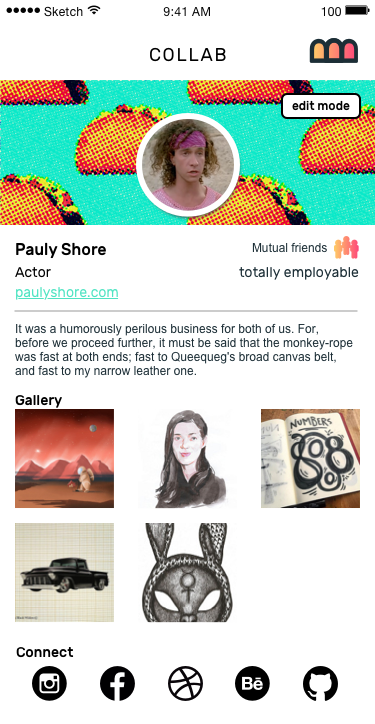 Sketch 9:41 AM 100
COLLAB
edit mode
Pauly Shore
Mutual friends
Actor
totally employable
paulyshore.com
It was a humorously perilous business for both of us. For,
before we proceed further, it must be said that the monkey-rope
was fast at both ends; fast to Queequeg's broad canvas belt,
and fast to my narrow leather one.
Gallery
NUMBERS
808
Connect
Bē